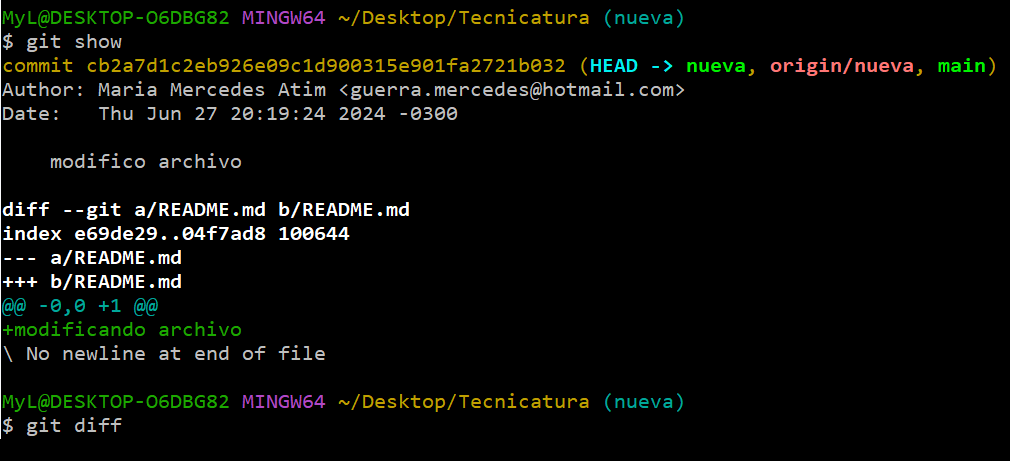 MyL@DESKTOP-O6DBG82 MINGW64 ~/Desktop/Tecnicatura (nueva)
$ git show
commit cb2a7d1c2eb926e09c1d900315e901fa2721b032 (HEAD -> nueva, origin/nueva, main)
Author: Maria Mercedes Atim <guerra.mercedes@hotmail.com>
Date:   Thu Jun 27 20:19:24 2024 -0300

    modifico archivo

diff --git a/README.md b/README.md
index e69de29..04f7ad8 100644
--- a/README.md
+++ b/README.md
@@ -0,0 +1 @@
+modificando archivo
\ No newline at end of file

MyL@DESKTOP-O6DBG82 MINGW64 ~/Desktop/Tecnicatura (nueva)
$ git diff